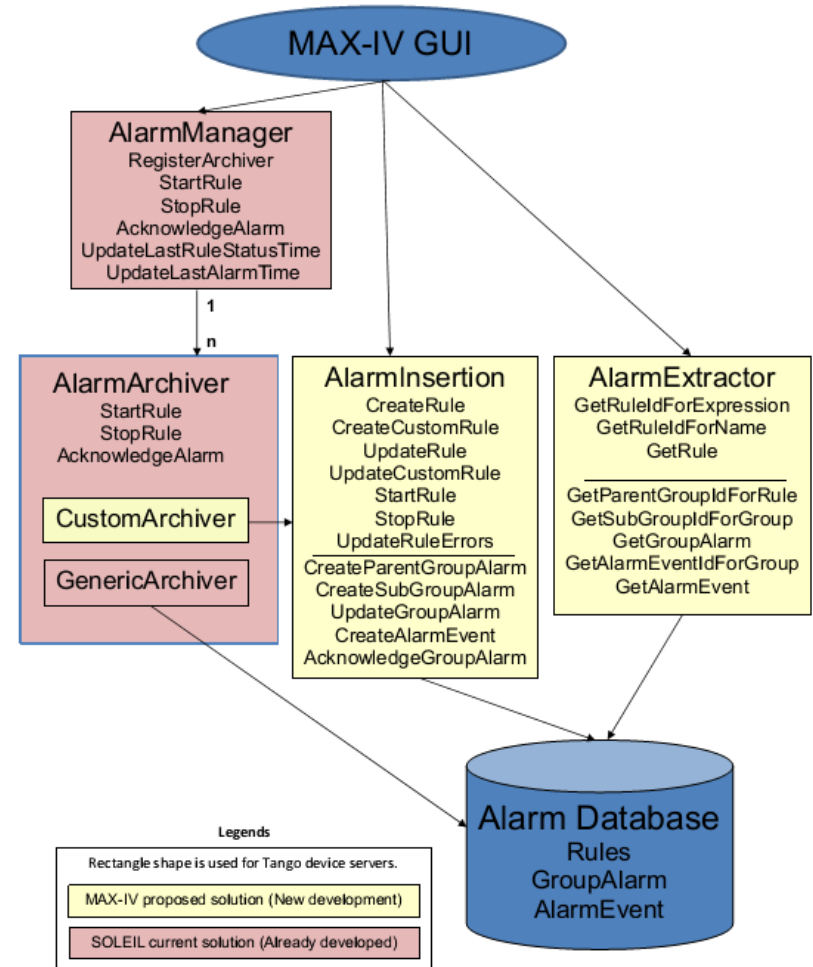 MAX-IV GUI
AlarmManager
RegisterArchiver
StartRule
StopRule
AcknowledgeAlarm
UpdateLastRuleStatusTime
UpdateLastAlarmTime
1
n
AlarmArchiver
StartRule
StopRule
AcknowledgeAlarm
CustomArchiver
GenericArchiver
AlarmInsertion
CreateRule
CreateCustomRule
UpdateRule
UpdateCustomRule
StartRule
StopRule
UpdateRuleErrors
CreateParentGroupAlarm
CreateSubGroupAlarm
UpdateGroupAlarm
CreateAlarmEvent
AcknowledgeGroupAlarm
AlarmExtractor
GetRuleIdForExpression
GetRuleIdForName
GetRule
GetParentGroupIdForRule
GetSubGroupIdForGroup
GetGroupAlarm
GetAlarmEventIdForGroup
GetAlarmEvent
Alarm Database
Rules
GroupAlarm
AlarmEvent
Legends
Rectangle shape is used for Tango device servers.
MAX-IV proposed solution (New development)
SOLEIL current solution (Already developed)